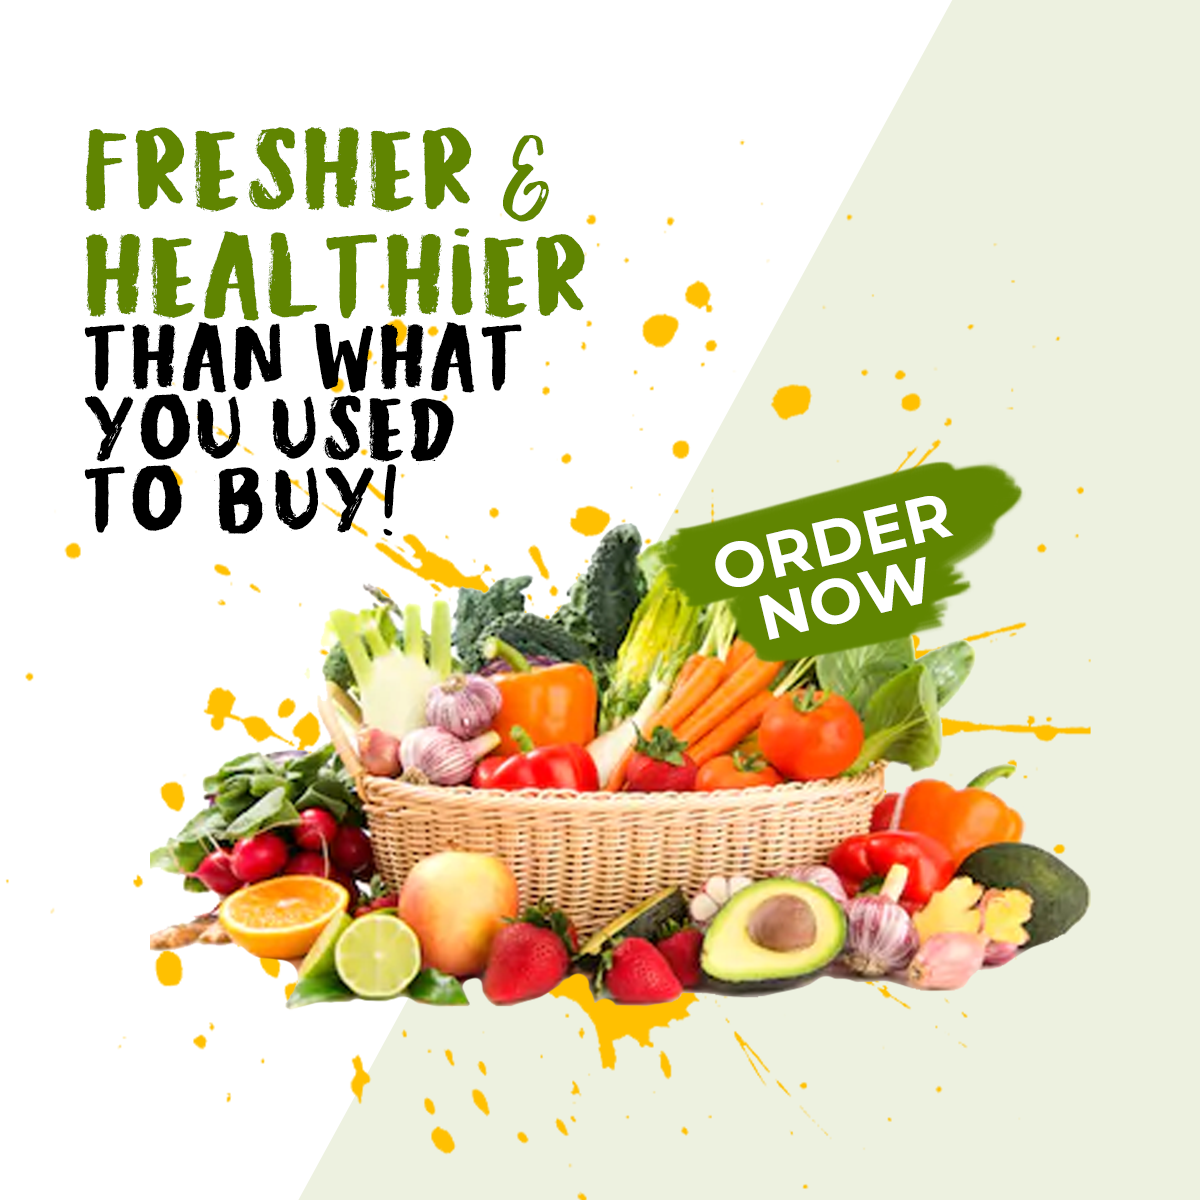 FRESHER &
HEALTHiER
THAN WHAT
YOU USED
TO BUY!
ORDER
NOW